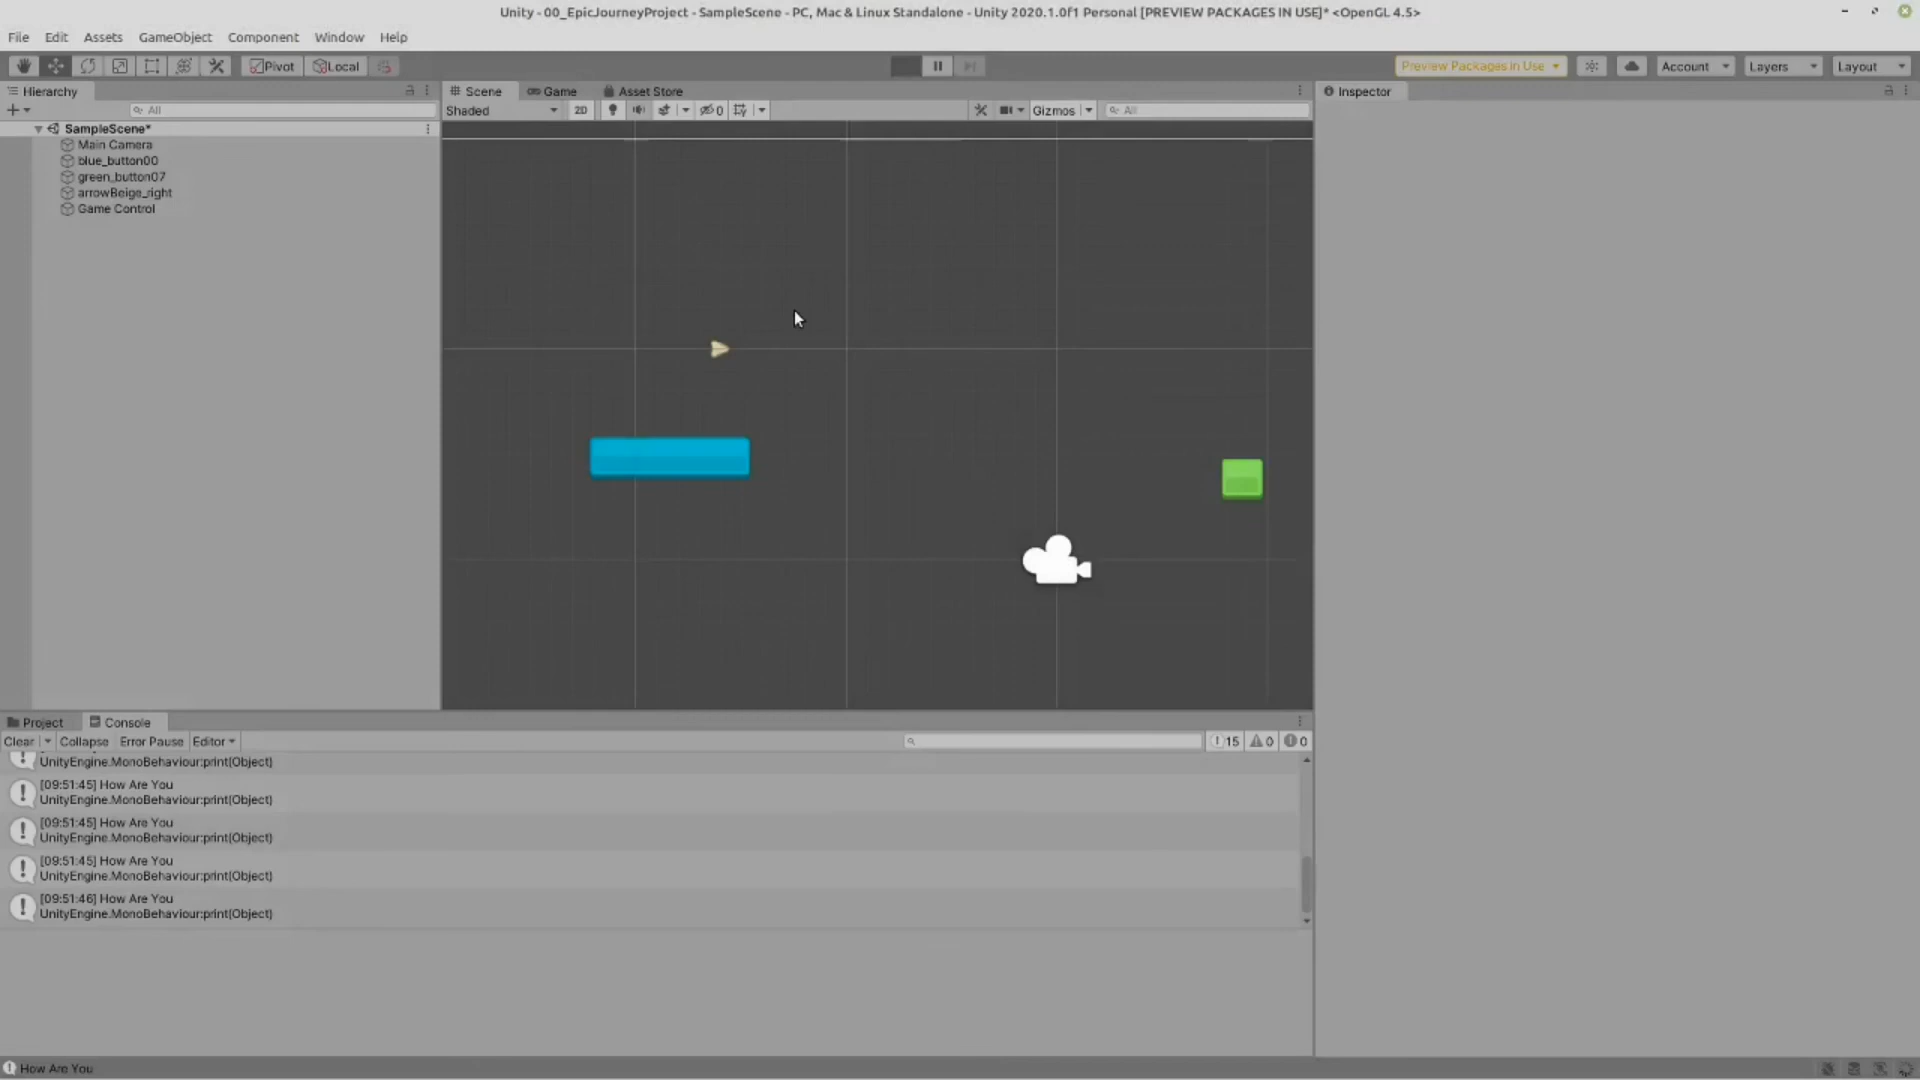 Unity - 00_EpicJourneyProject - SampleScene - PC, Mac & Linux Standalone - Unity 2020.1.0f1 Personal [PREVIEW PACKAGES IN USE]* <OpenGL 4.5>
File Edit Assets GameObject Component Window Help
Pivot Local Preview Packages in Use Account Layers Layout
Hierarchy Scene Game Asset Store Inspector
All Shaded 2D 0 Gizmos All
SampleScene*
Main Camera
blue_button00
green_button07
arrowBeige_right
Game Control
Project Console
Clear Collapse Error Pause Editor 15 0 0
UnityEngine.MonoBehaviour:print(Object)
[09:51:45] How Are You
UnityEngine.MonoBehaviour:print(Object)
[09:51:45] How Are You
UnityEngine.MonoBehaviour:print(Object)
[09:51:45] How Are You
UnityEngine.MonoBehaviour:print(Object)
[09:51:46] How Are You
UnityEngine.MonoBehaviour:print(Object)
How Are You